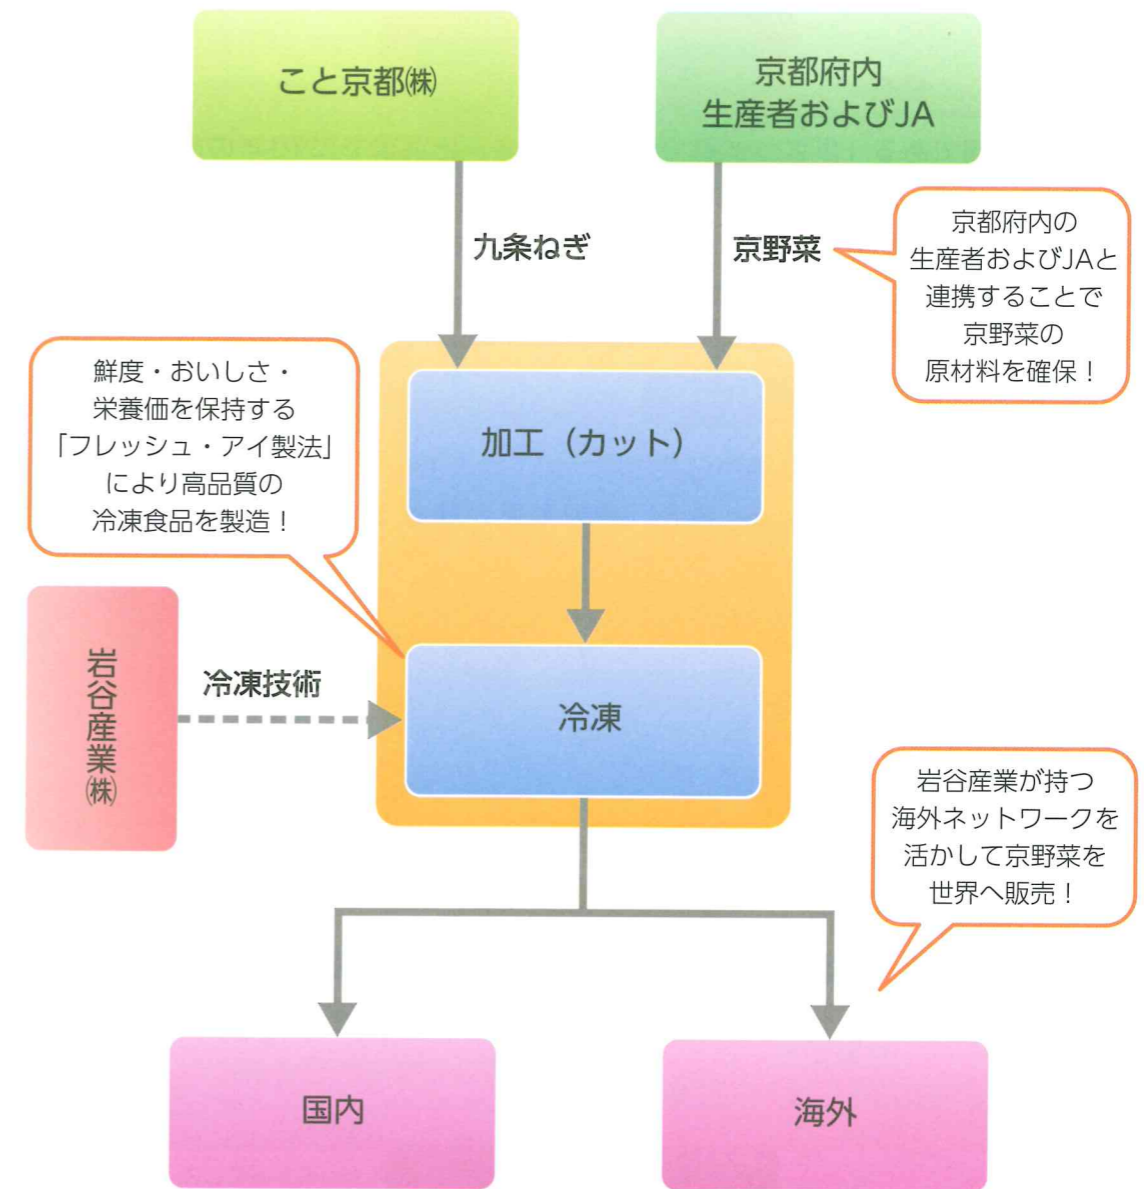 こと京都㈱
京都府内
生産者およびJA
九条ねぎ
京野菜
京都府内の
生産者およびJAと
連携することで
京野菜の
原材料を確保！
鮮度・おいしさ・
栄養価を保持する
「フレッシュ・アイ製法」
により高品質の
冷凍食品を製造！
加工（カット）
岩谷産業㈱
冷凍技術
冷凍
岩谷産業が持つ
海外ネットワークを
活かして京野菜を
世界へ販売！
国内
海外